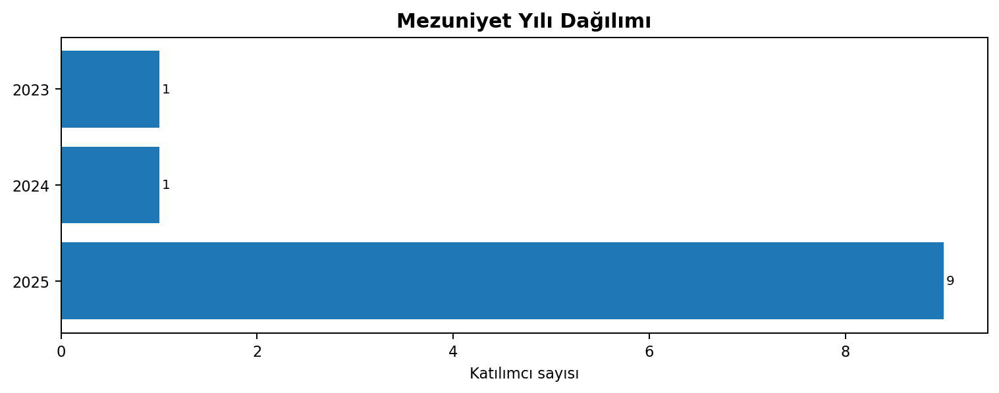 Mezuniyet Yılı Dağılımı
2023
1
2024
1
2025
9
0 2 4 6 8
Katılımcı sayısı